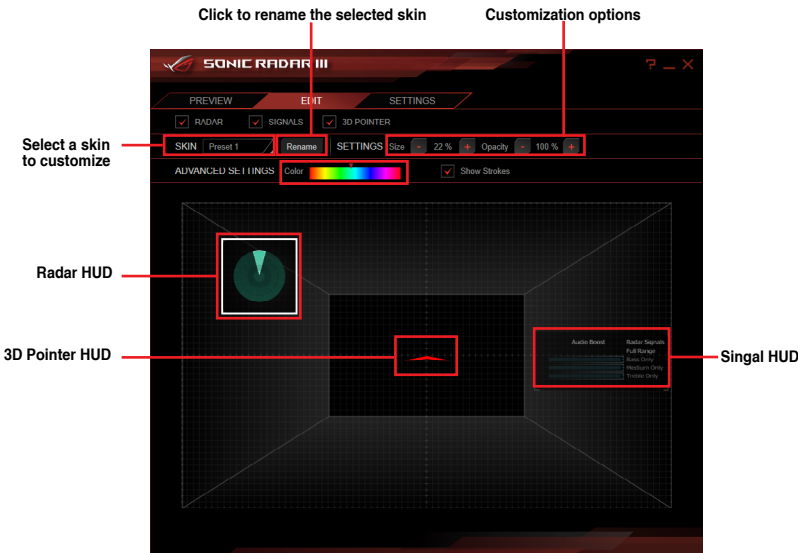 Click to rename the selected skin
Customization options
SONIC RADAR III
? _ X
PREVIEW EDIT SETTINGS
RADAR SIGNALS 3D POINTER
Select a skin
to customize
SKIN Preset 1 Rename SETTINGS Size - 22 % + Opacity - 100 % +
ADVANCED SETTINGS Color Show Strokes
Radar HUD
3D Pointer HUD
Audio Boost Radar Signals
Full Range
Bass Only
Medium Only
Treble Only
Singal HUD